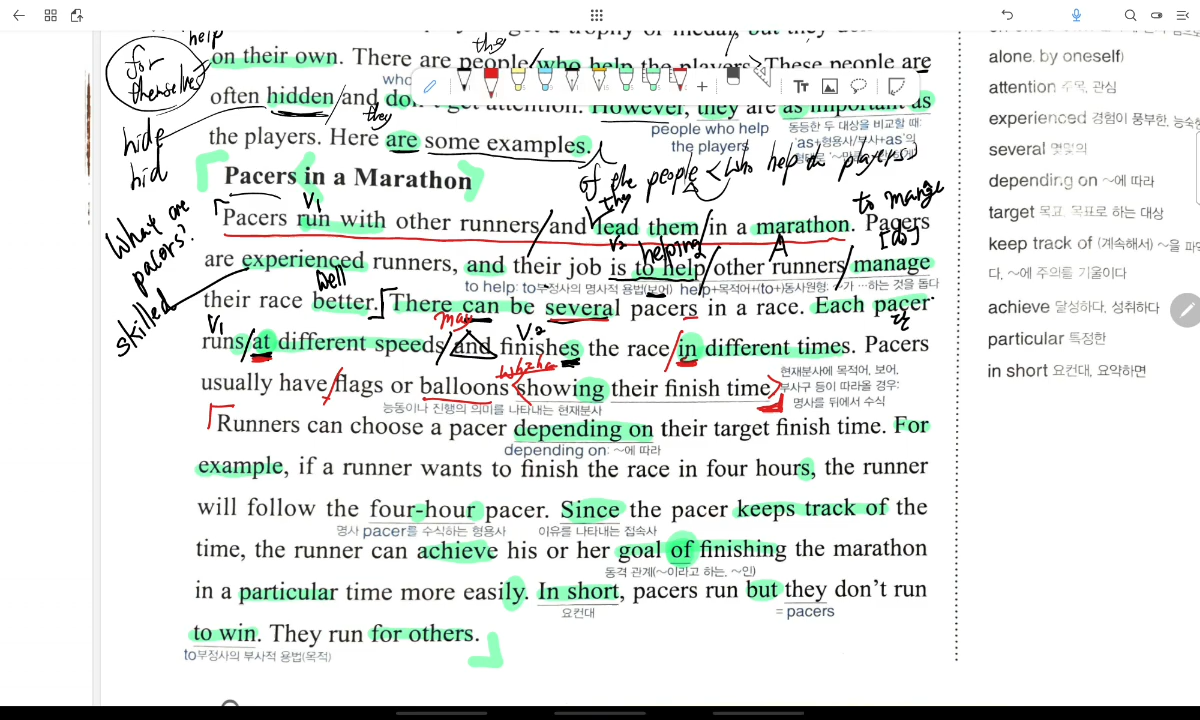 help
on their own. There are people who help the players. These people are
for themselves
the
often hidden and don't get attention. However, they are as important as
hide
hid
they
people who help the players
동등한 두 대상을 비교할 때:
'as+형용사/부사+as'의
the players. Here are some examples.
of the people who help the players
Pacers in a Marathon
What are pacers?
V1
they
to manage
Pacers run with other runners and lead them in a marathon. Pacers
V2
helping
A
[do]
are experienced runners, and their job is to help other runners manage
skilled
well
to help: to부정사의 명사적 용법(보어)
their race better. There can be several pacers in a race. Each pacer
may
V1
V2
runs at different speeds and finishes the race in different times. Pacers
usually have flags or balloons showing their finish time.
능동이나 진행의 의미를 나타내는 현재분사
현재분사에 목적어, 보어,
부사구 등이 따라올 경우:
명사를 뒤에서 수식
Runners can choose a pacer depending on their target finish time. For
depending on: ~에 따라
example, if a runner wants to finish the race in four hours, the runner
will follow the four-hour pacer. Since the pacer keeps track of the
명사 pacer를 수식하는 형용사
이유를 나타내는 접속사
time, the runner can achieve his or her goal of finishing the marathon
동격 관계(~이라고 하는, ~인)
in a particular time more easily. In short, pacers run but they don't run
요컨대
= pacers
to win. They run for others.
to부정사의 부사적 용법(목적)
alone, by oneself)
attention 주목, 관심
experienced 경험이 풍부한, 능숙
several 몇몇의
depending on ~에 따라
target 목표, 목표로 하는 대상
keep track of (계속해서) ~을 파악
다, ~에 주의를 기울이다
achieve 달성하다, 성취하다
particular 특정한
in short 요컨대, 요약하면
Tt